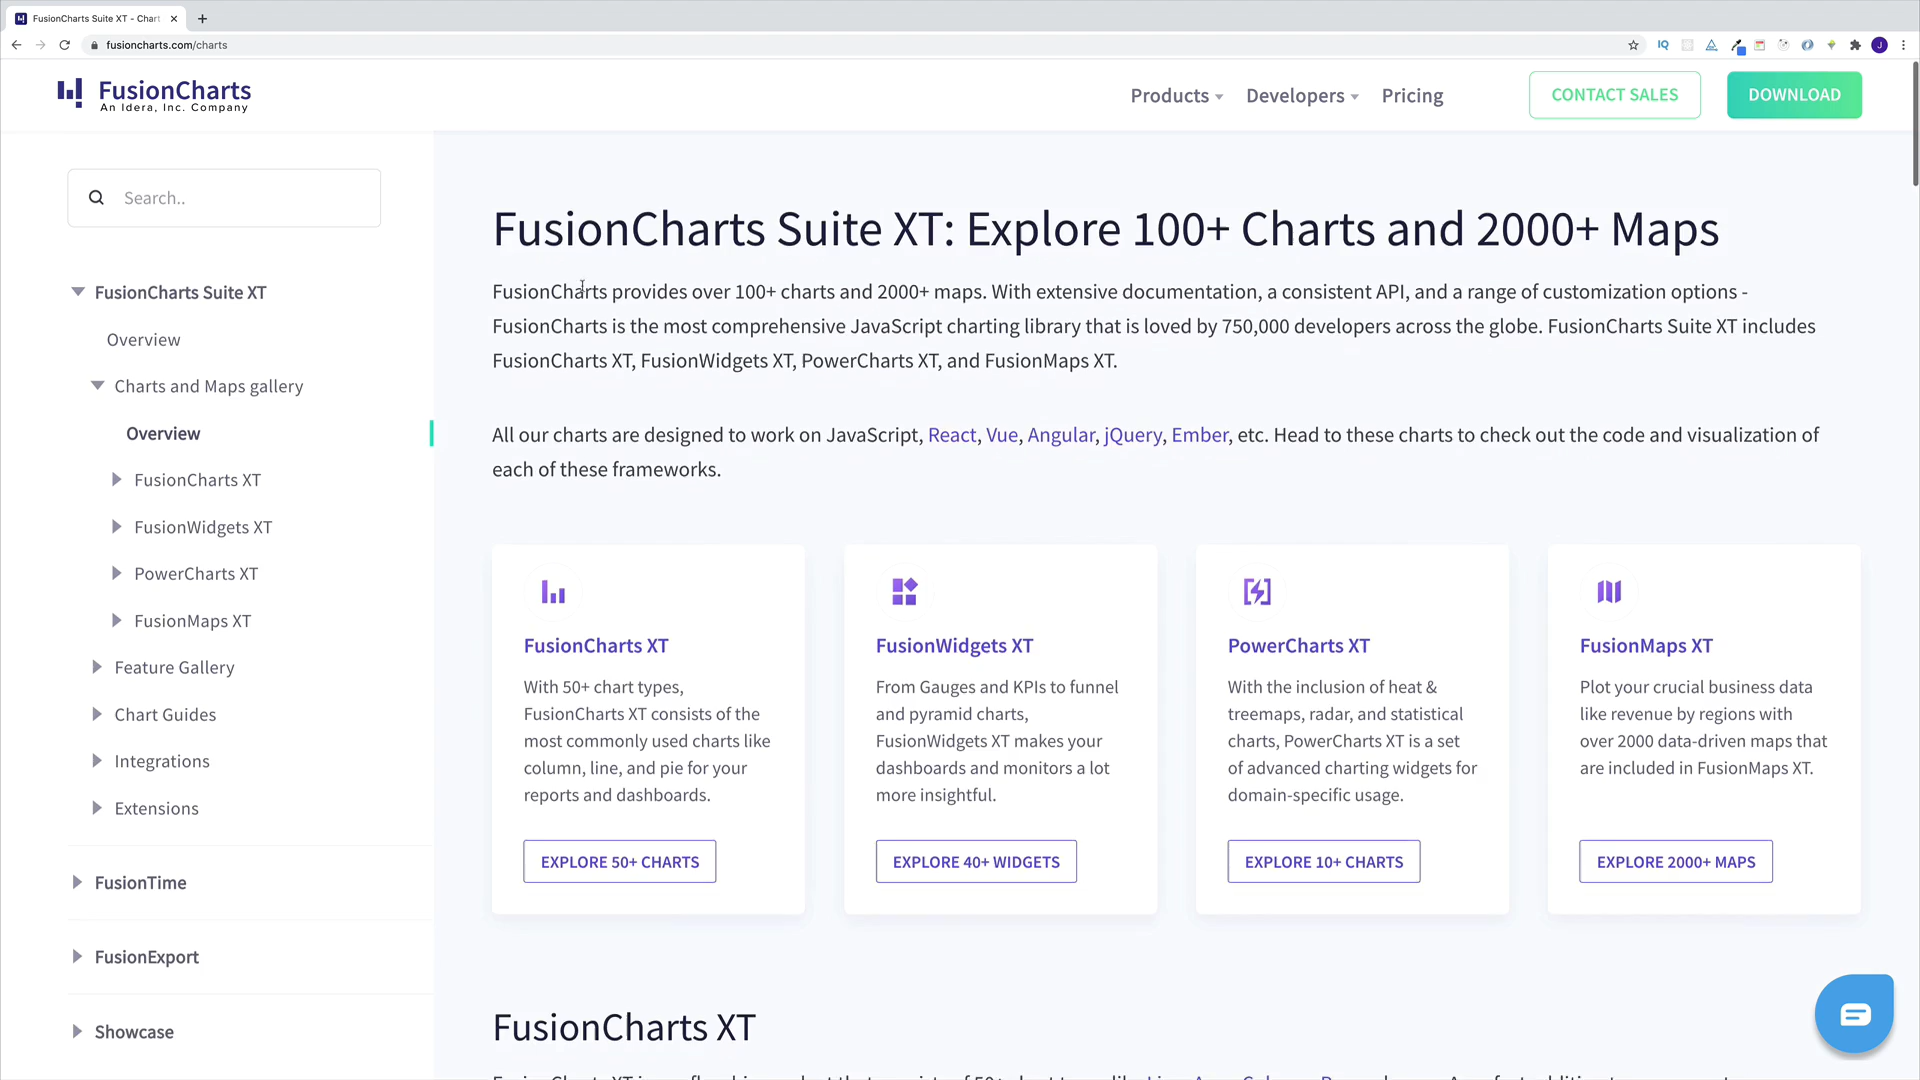 FusionCharts Suite XT - Chart
fusioncharts.com/charts
IQ
J
FusionCharts
An Idera, Inc. Company
Products
Developers
Pricing
CONTACT SALES
DOWNLOAD
Search..
FusionCharts Suite XT
Overview
Charts and Maps gallery
Overview
FusionCharts XT
FusionWidgets XT
PowerCharts XT
FusionMaps XT
Feature Gallery
Chart Guides
Integrations
Extensions
FusionTime
FusionExport
Showcase
FusionCharts Suite XT: Explore 100+ Charts and 2000+ Maps
FusionCharts provides over 100+ charts and 2000+ maps. With extensive documentation, a consistent API, and a range of customization options -
FusionCharts is the most comprehensive JavaScript charting library that is loved by 750,000 developers across the globe. FusionCharts Suite XT includes
FusionCharts XT, FusionWidgets XT, PowerCharts XT, and FusionMaps XT.
All our charts are designed to work on JavaScript, React, Vue, Angular, jQuery, Ember, etc. Head to these charts to check out the code and visualization of
each of these frameworks.
FusionCharts XT
With 50+ chart types,
FusionCharts XT consists of the
most commonly used charts like
column, line, and pie for your
reports and dashboards.
EXPLORE 50+ CHARTS
FusionWidgets XT
From Gauges and KPIs to funnel
and pyramid charts,
FusionWidgets XT makes your
dashboards and monitors a lot
more insightful.
EXPLORE 40+ WIDGETS
PowerCharts XT
With the inclusion of heat &
treemaps, radar, and statistical
charts, PowerCharts XT is a set
of advanced charting widgets for
domain-specific usage.
EXPLORE 10+ CHARTS
FusionMaps XT
Plot your crucial business data
like revenue by regions with
over 2000 data-driven maps that
are included in FusionMaps XT.
EXPLORE 2000+ MAPS
FusionCharts XT